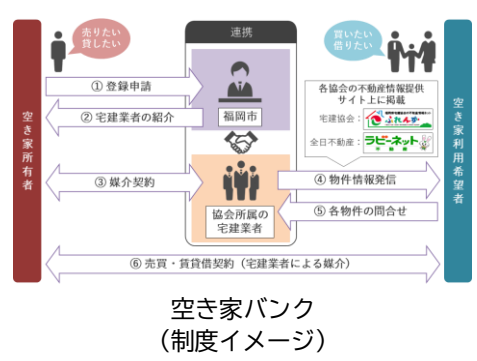 売りたい
貸したい
連携
買いたい
借りたい
① 登録申請
② 宅建業者の紹介
福岡市
各協会の不動産情報提供
サイト上に掲載
宅建協会：
ふれんず
全日不動産：
ラビーネット
不動産
空き家所有者
空き家利用希望者
③ 媒介契約
④ 物件情報発信
協会所属の
宅建業者
⑤ 各物件の問合せ
⑥ 売買・賃貸借契約（宅建業者による媒介）
空き家バンク
（制度イメージ）